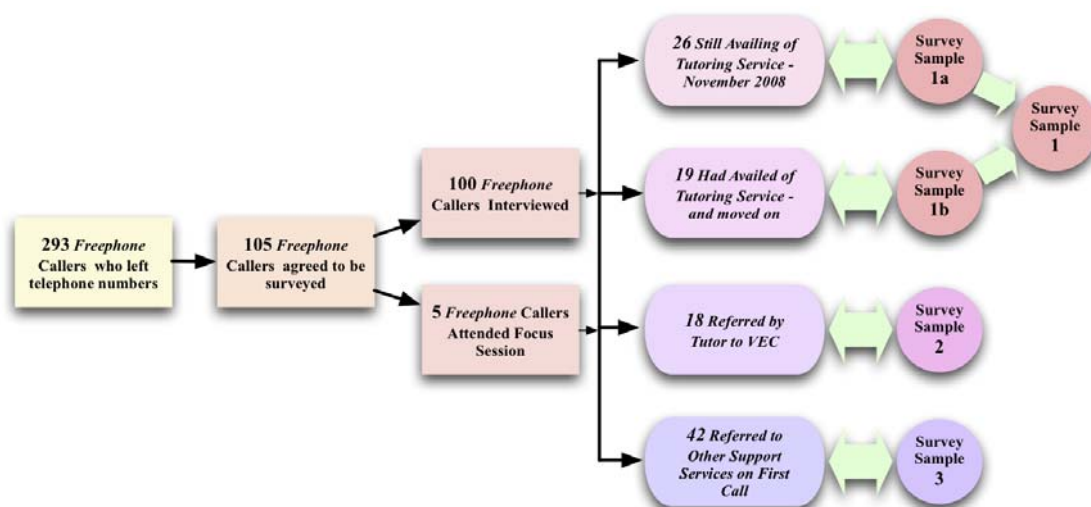 293 Freephone
Callers who left
telephone numbers
105 Freephone
Callers agreed to be
surveyed
100 Freephone
Callers Interviewed
5 Freephone Callers
Attended Focus
Session
26 Still Availing of
Tutoring Service -
November 2008
Survey
Sample
1a
19 Had Availed of
Tutoring Service -
and moved on
Survey
Sample
1b
Survey
Sample
1
18 Referred by
Tutor to VEC
Survey
Sample
2
42 Referred to
Other Support
Services on First
Call
Survey
Sample
3